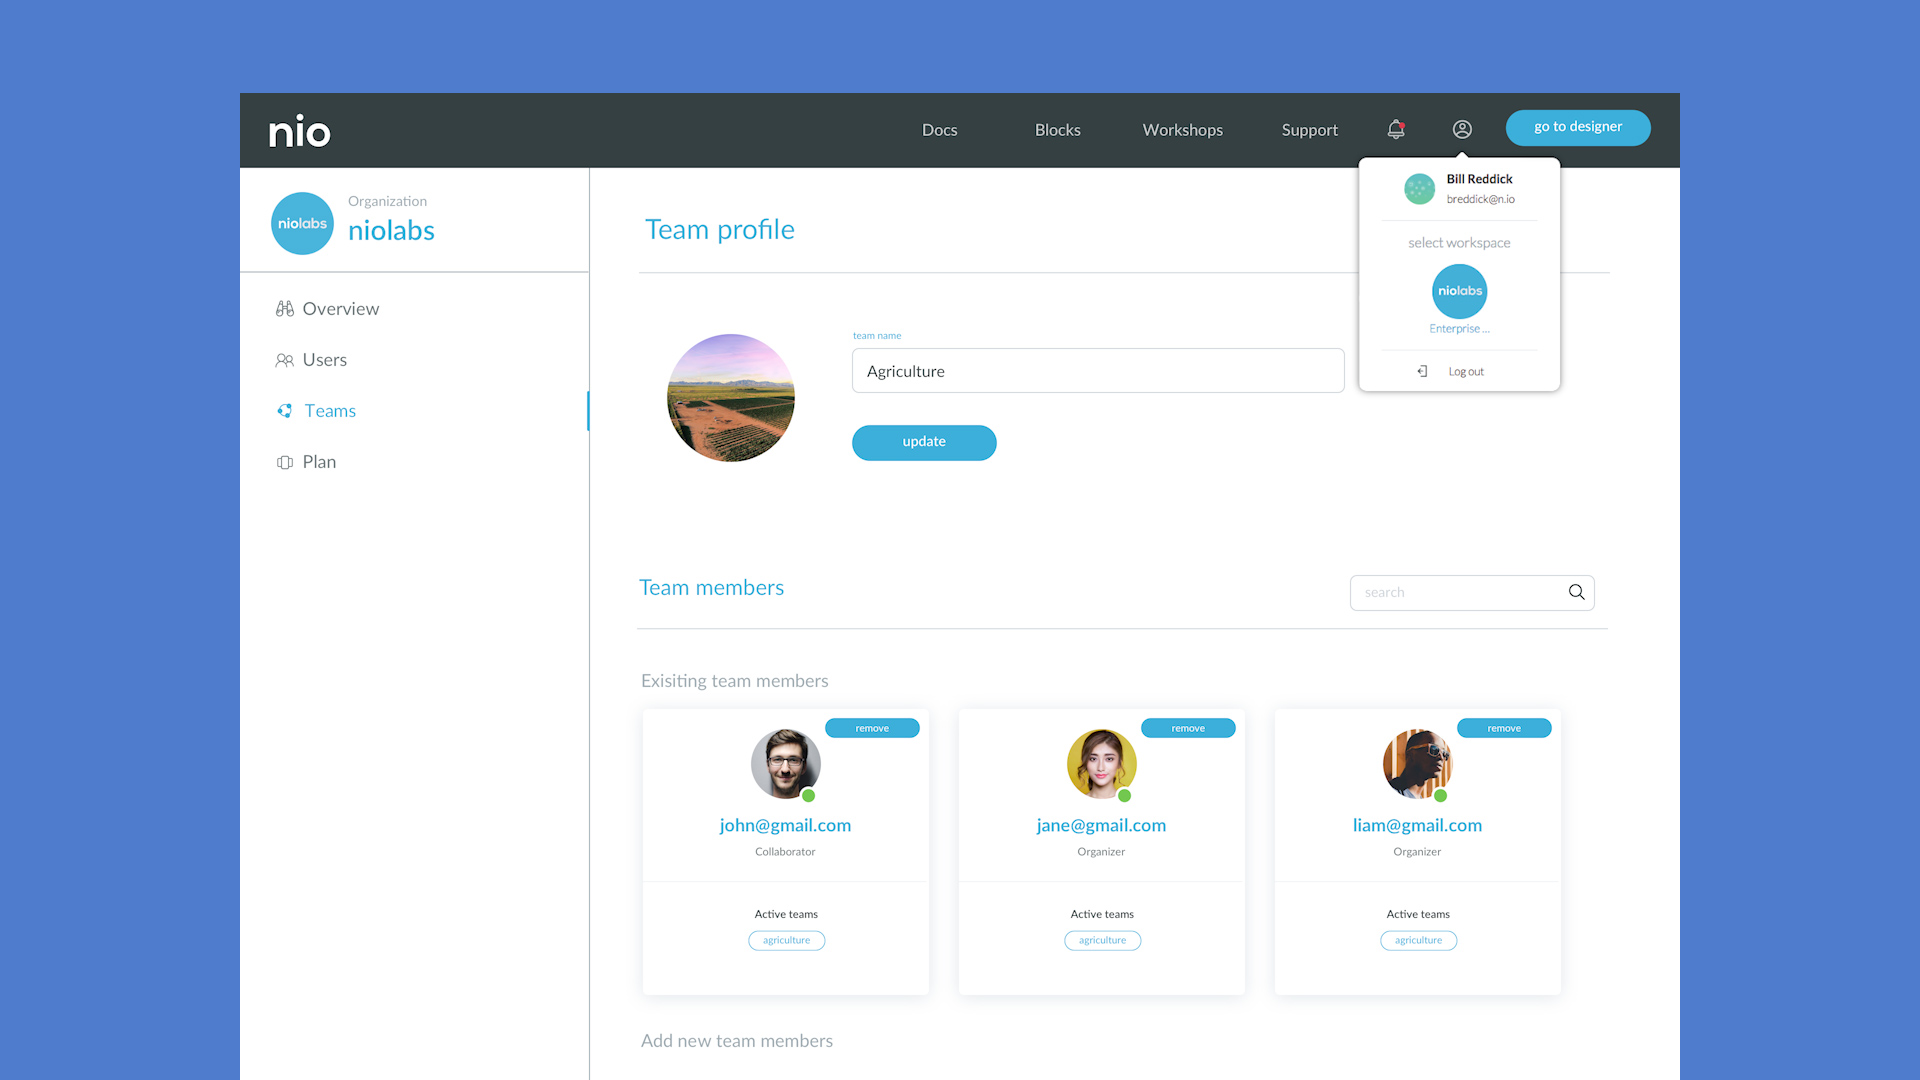 nio
Docs
Blocks
Workshops
Support
go to designer
Bill Reddick
breddick@n.io
select workspace
niolabs
Enterprise ...
Log out
niolabs
Organization
niolabs
Overview
Users
Teams
Plan
Team profile
team name
Agriculture
update
Team members
search
Exisiting team members
remove
john@gmail.com
Collaborator
Active teams
agriculture
remove
jane@gmail.com
Organizer
Active teams
agriculture
remove
liam@gmail.com
Organizer
Active teams
agriculture
Add new team members